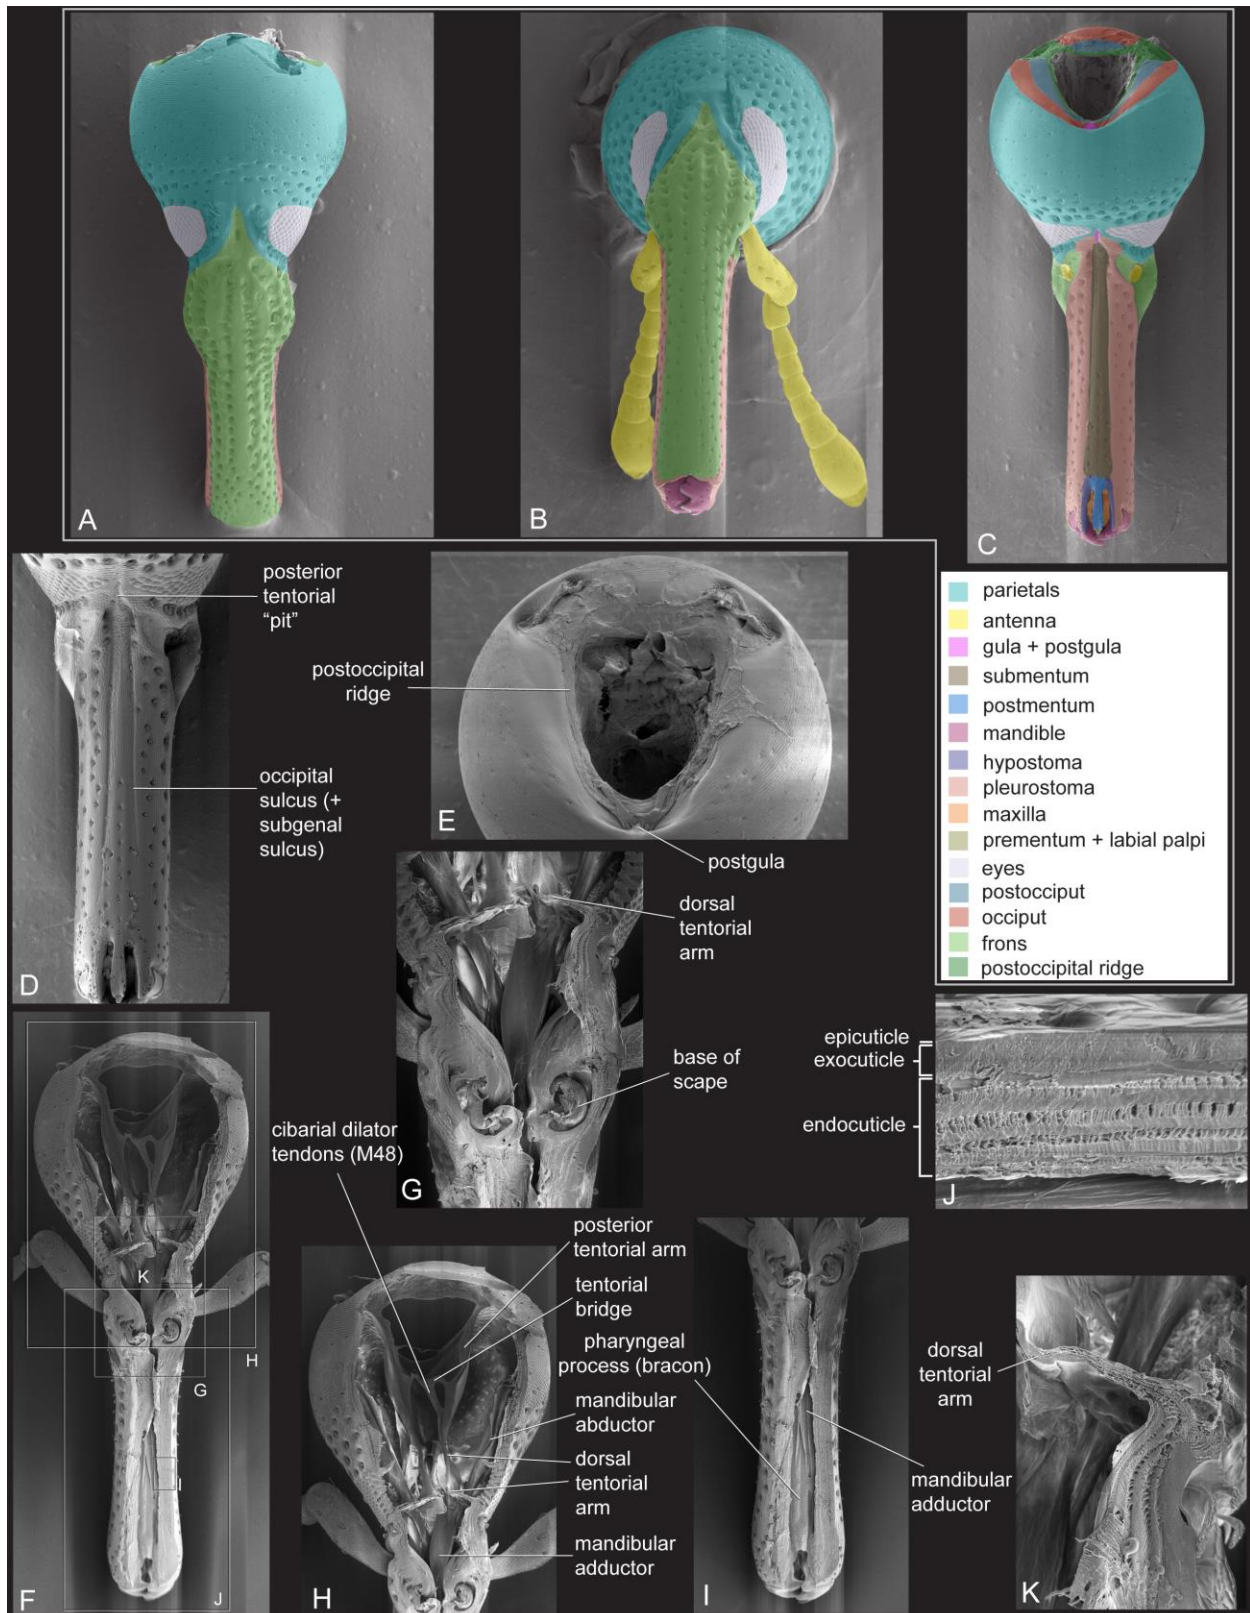 A
B
C
parietals
antenna
gula + postgula
submentum
postmentum
mandible
hypostoma
pleurostoma
maxilla
prementum + labial palpi
eyes
postocciput
occiput
frons
postoccipital ridge
posterior
tentorial
“pit”
occipital
sulcus (+
subgenal
sulcus)
D
postoccipital
ridge
E
postgula
dorsal
tentorial
arm
base of
scape
G
epicuticle
exocuticle
endocuticle
J
K
H
G
I
J
F
cibarial dilator
tendons (M48)
posterior
tentorial arm
tentorial
bridge
pharyngeal
process (bracon)
mandibular
abductor
dorsal
tentorial
arm
mandibular
adductor
H
mandibular
adductor
I
dorsal
tentorial
arm
K